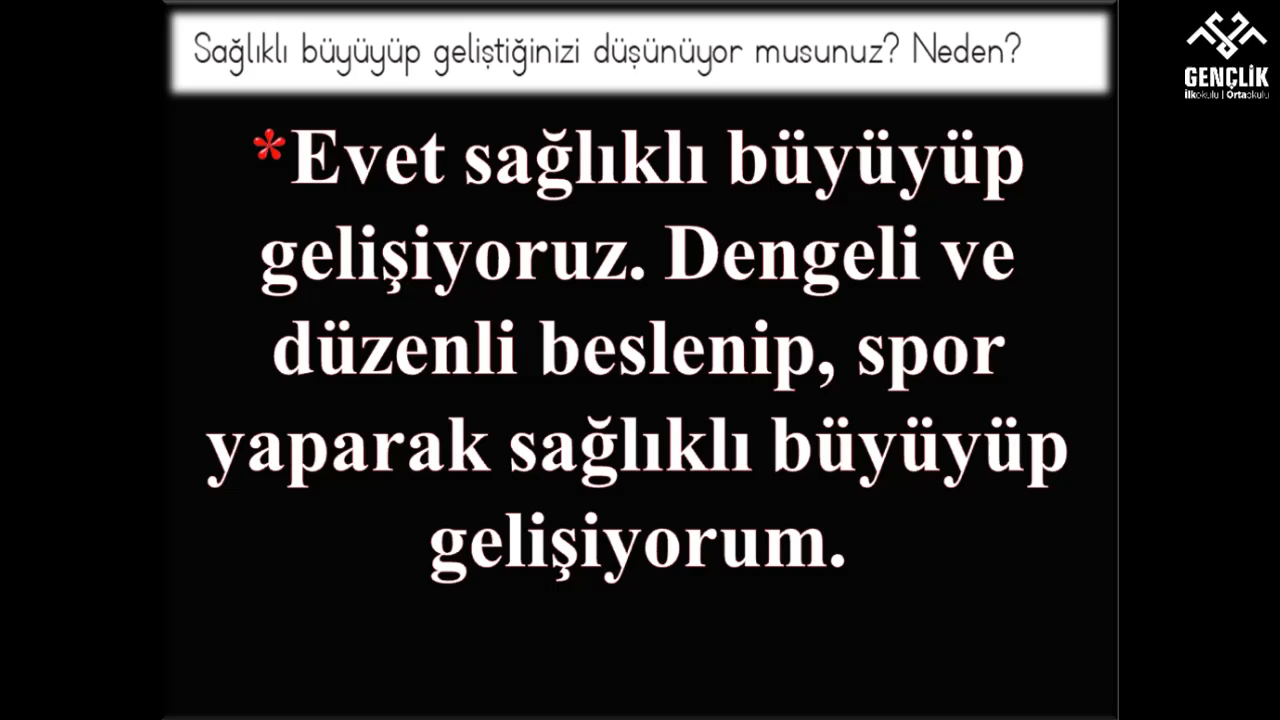 Sağlıklı büyüyüp geliştiğinizi düşünüyor musunuz? Neden?
GENÇLİK
İlkokulu | Ortaokulu
*Evet sağlıklı büyüyüp
gelişiyoruz. Dengeli ve
düzenli beslenip, spor
yaparak sağlıklı büyüyüp
gelişiyorum.